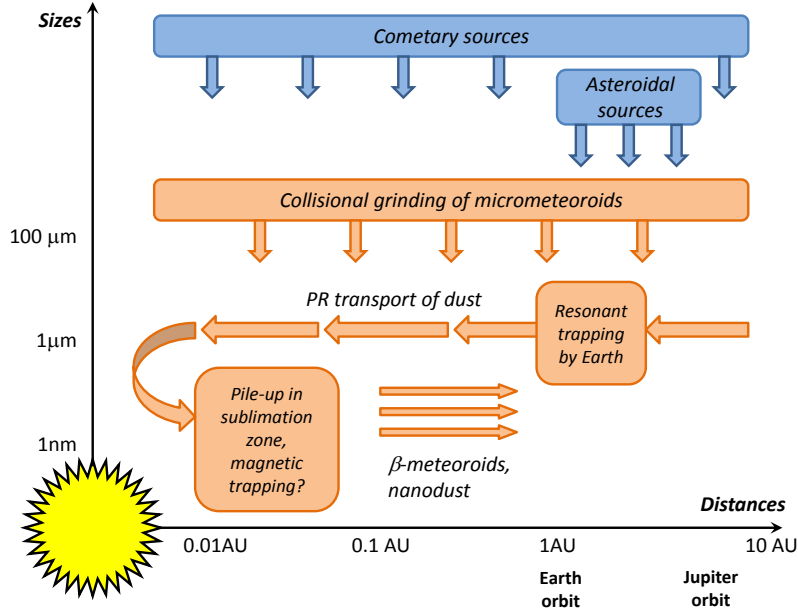 Sizes
Cometary sources
Asteroidal
sources
Collisional grinding of micrometeoroids
100 μm
PR transport of dust
Resonant
trapping
by Earth
1μm
Pile-up in
sublimation
zone,
magnetic
trapping?
1nm
β-meteoroids,
nanodust
Distances
0.01AU
0.1 AU
1AU
10 AU
Earth
orbit
Jupiter
orbit